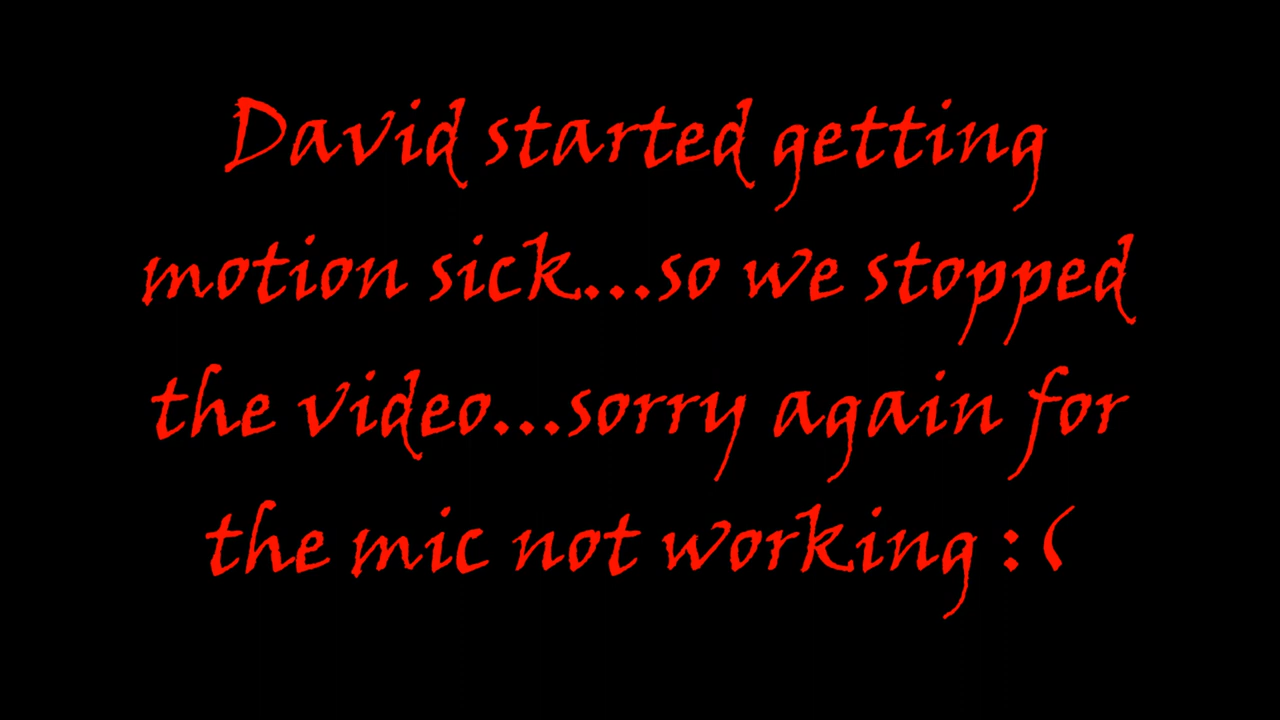 David started getting
motion sick...so we stopped
the video...sorry again for
the mic not working :(